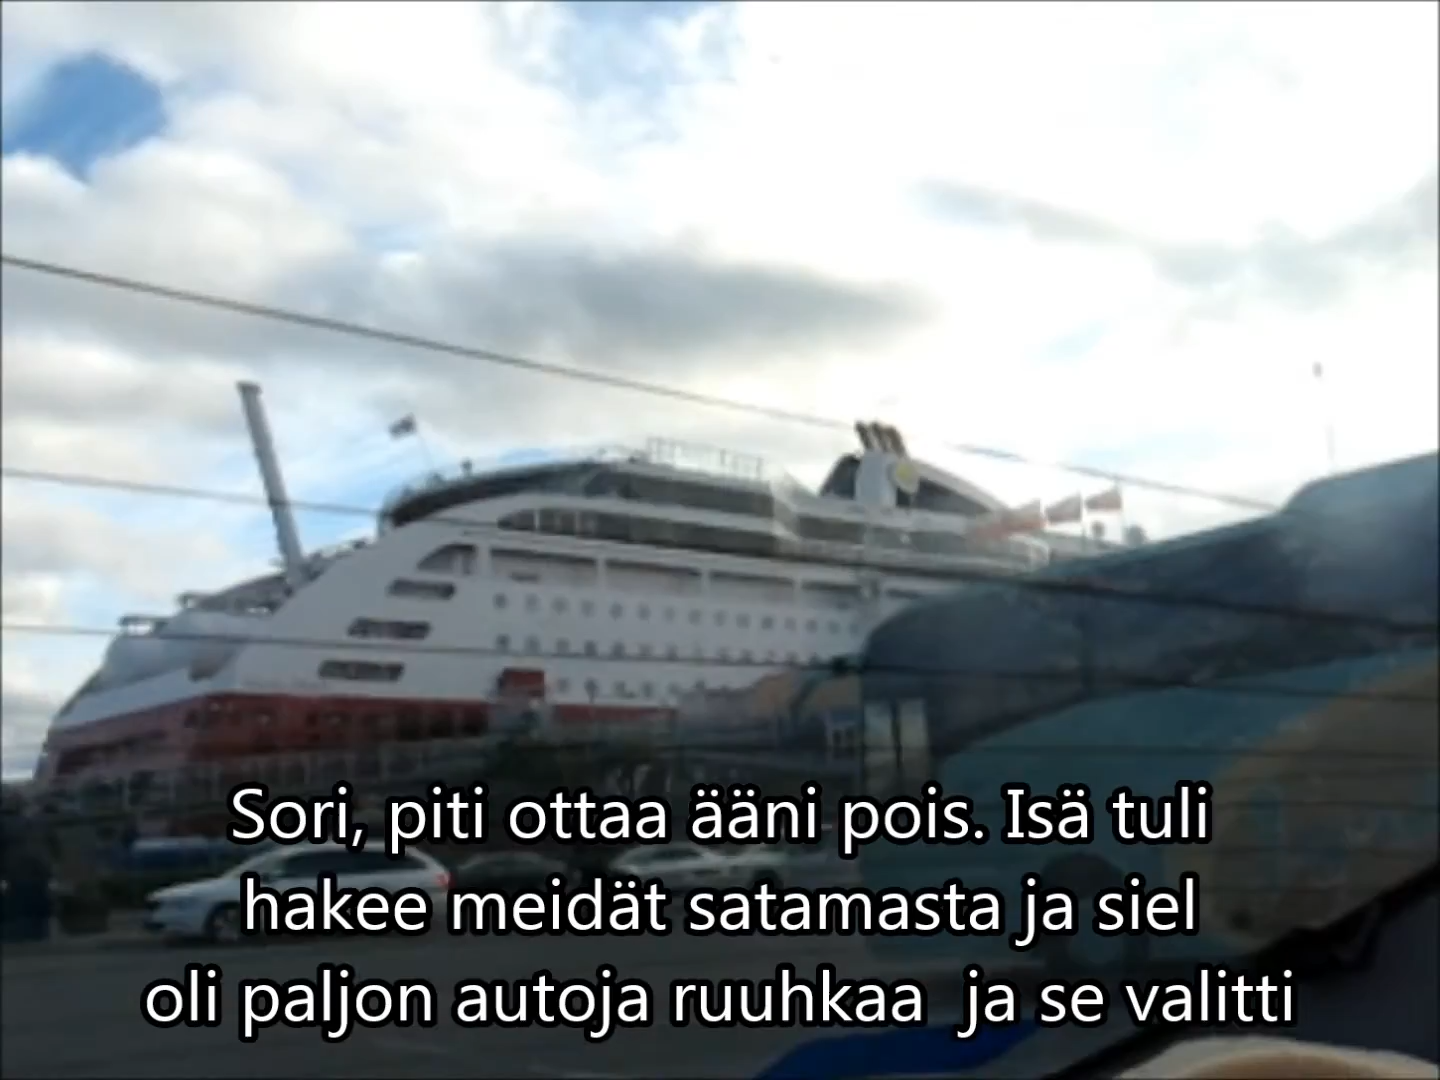 Sori, piti ottaa ääni pois. Isä tuli
hakee meidät satamasta ja siel
oli paljon autoja ruuhkaa  ja se valitti